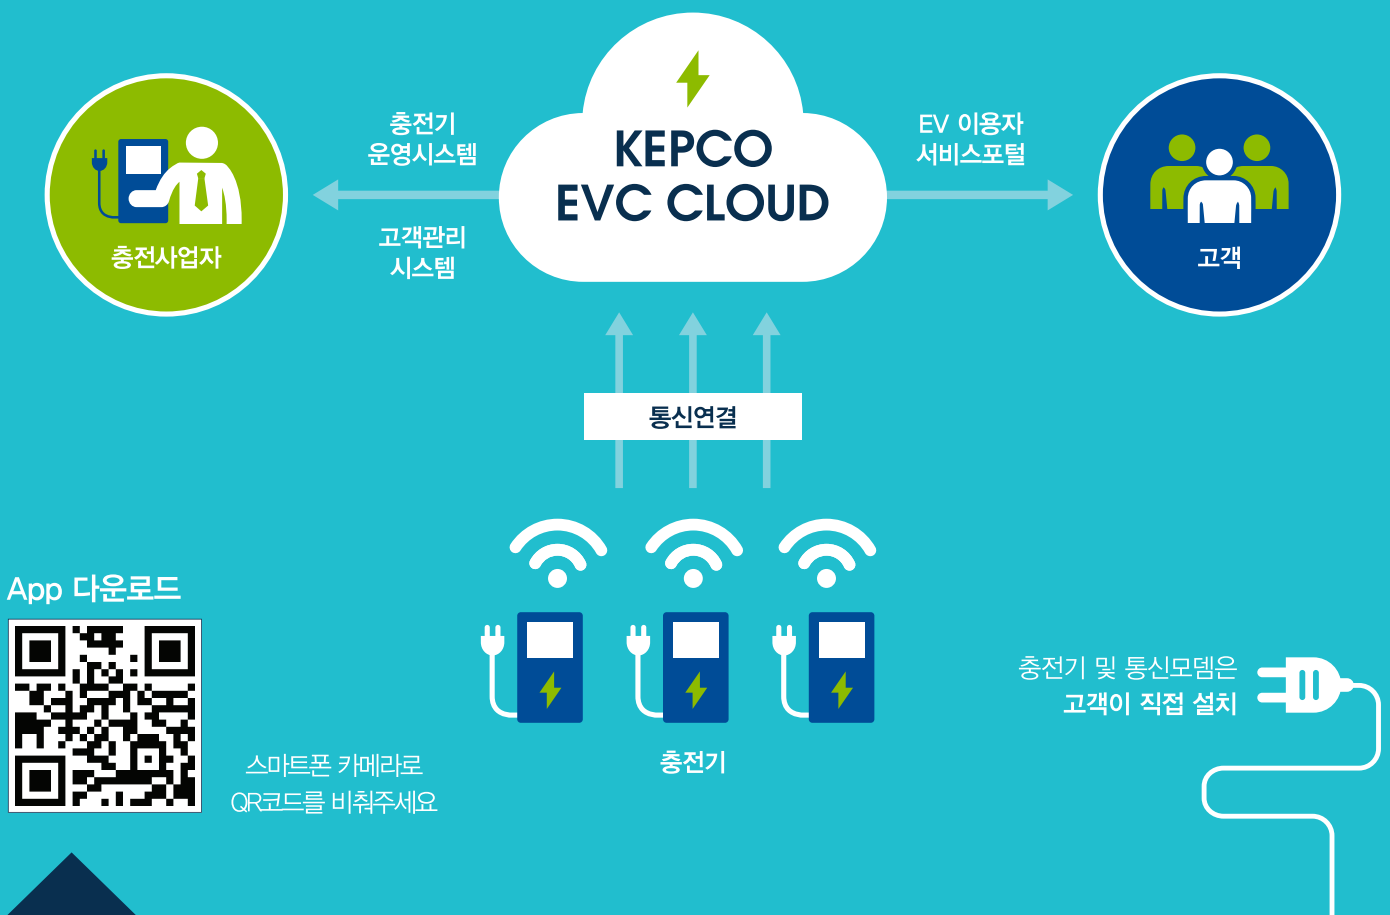 KEPCO
EVC CLOUD
충전기
운영시스템
고객관리
시스템
충전사업자
EV 이용자
서비스포털
고객
통신연결
App 다운로드
스마트폰 카메라로
QR코드를 비춰주세요
충전기
충전기 및 통신모뎀은
고객이 직접 설치